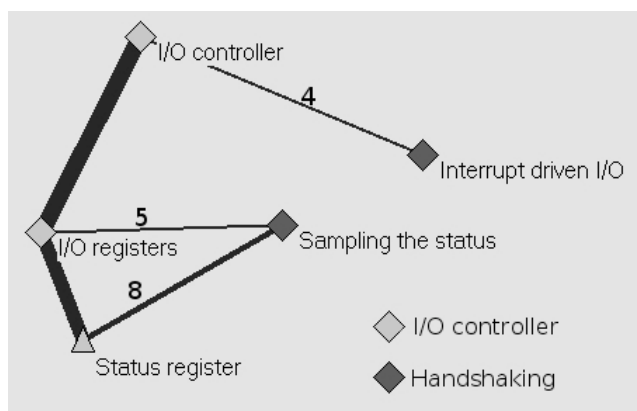 I/O controller
4
Interrupt driven I/O
5
I/O registers
Sampling the status
8
Status register
I/O controller
Handshaking